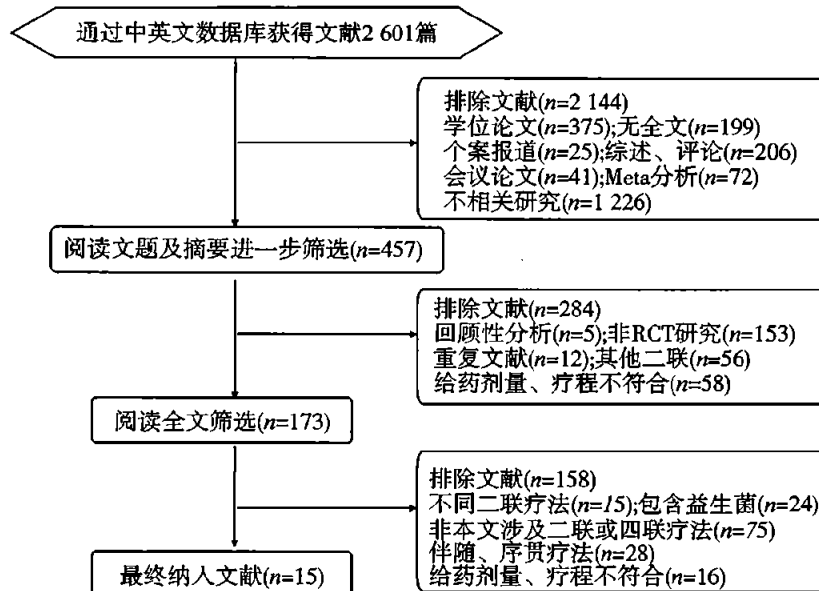 通过中英文数据库获得文献2 601篇
排除文献(n=2 144)
学位论文(n=375);无全文(n=199)
个案报道(n=25);综述、评论(n=206)
会议论文(n=41);Meta分析(n=72)
不相关研究(n=1 226)
阅读文题及摘要进一步筛选(n=457)
排除文献(n=284)
回顾性分析(n=5);非RCT研究(n=153)
重复文献(n=12);其他二联(n=56)
给药剂量、疗程不符合(n=58)
阅读全文筛选(n=173)
排除文献(n=158)
不同二联疗法(n=15);包含益生菌(n=24)
非本文涉及二联或四联疗法(n=75)
伴随、序贯疗法(n=28)
给药剂量、疗程不符合(n=16)
最终纳人文献(n=15)